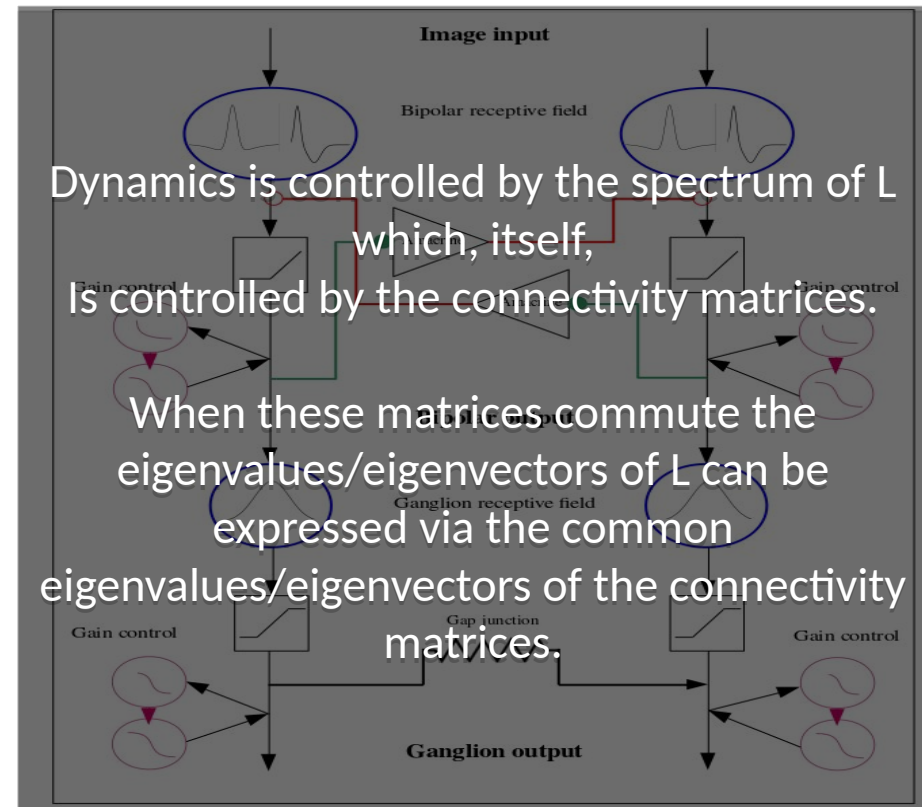 Image input
Bipolar receptive field
Dynamics is controlled by the spectrum of L
which, itself,
Is controlled by the connectivity matrices.
Gain control
Gain control
When these matrices commute the
Bipolar output
eigenvalues/eigenvectors of L can be
Ganglion receptive field
expressed via the common
eigenvalues/eigenvectors of the connectivity
matrices.
Gap junction
Gain control
Gain control
Ganglion output